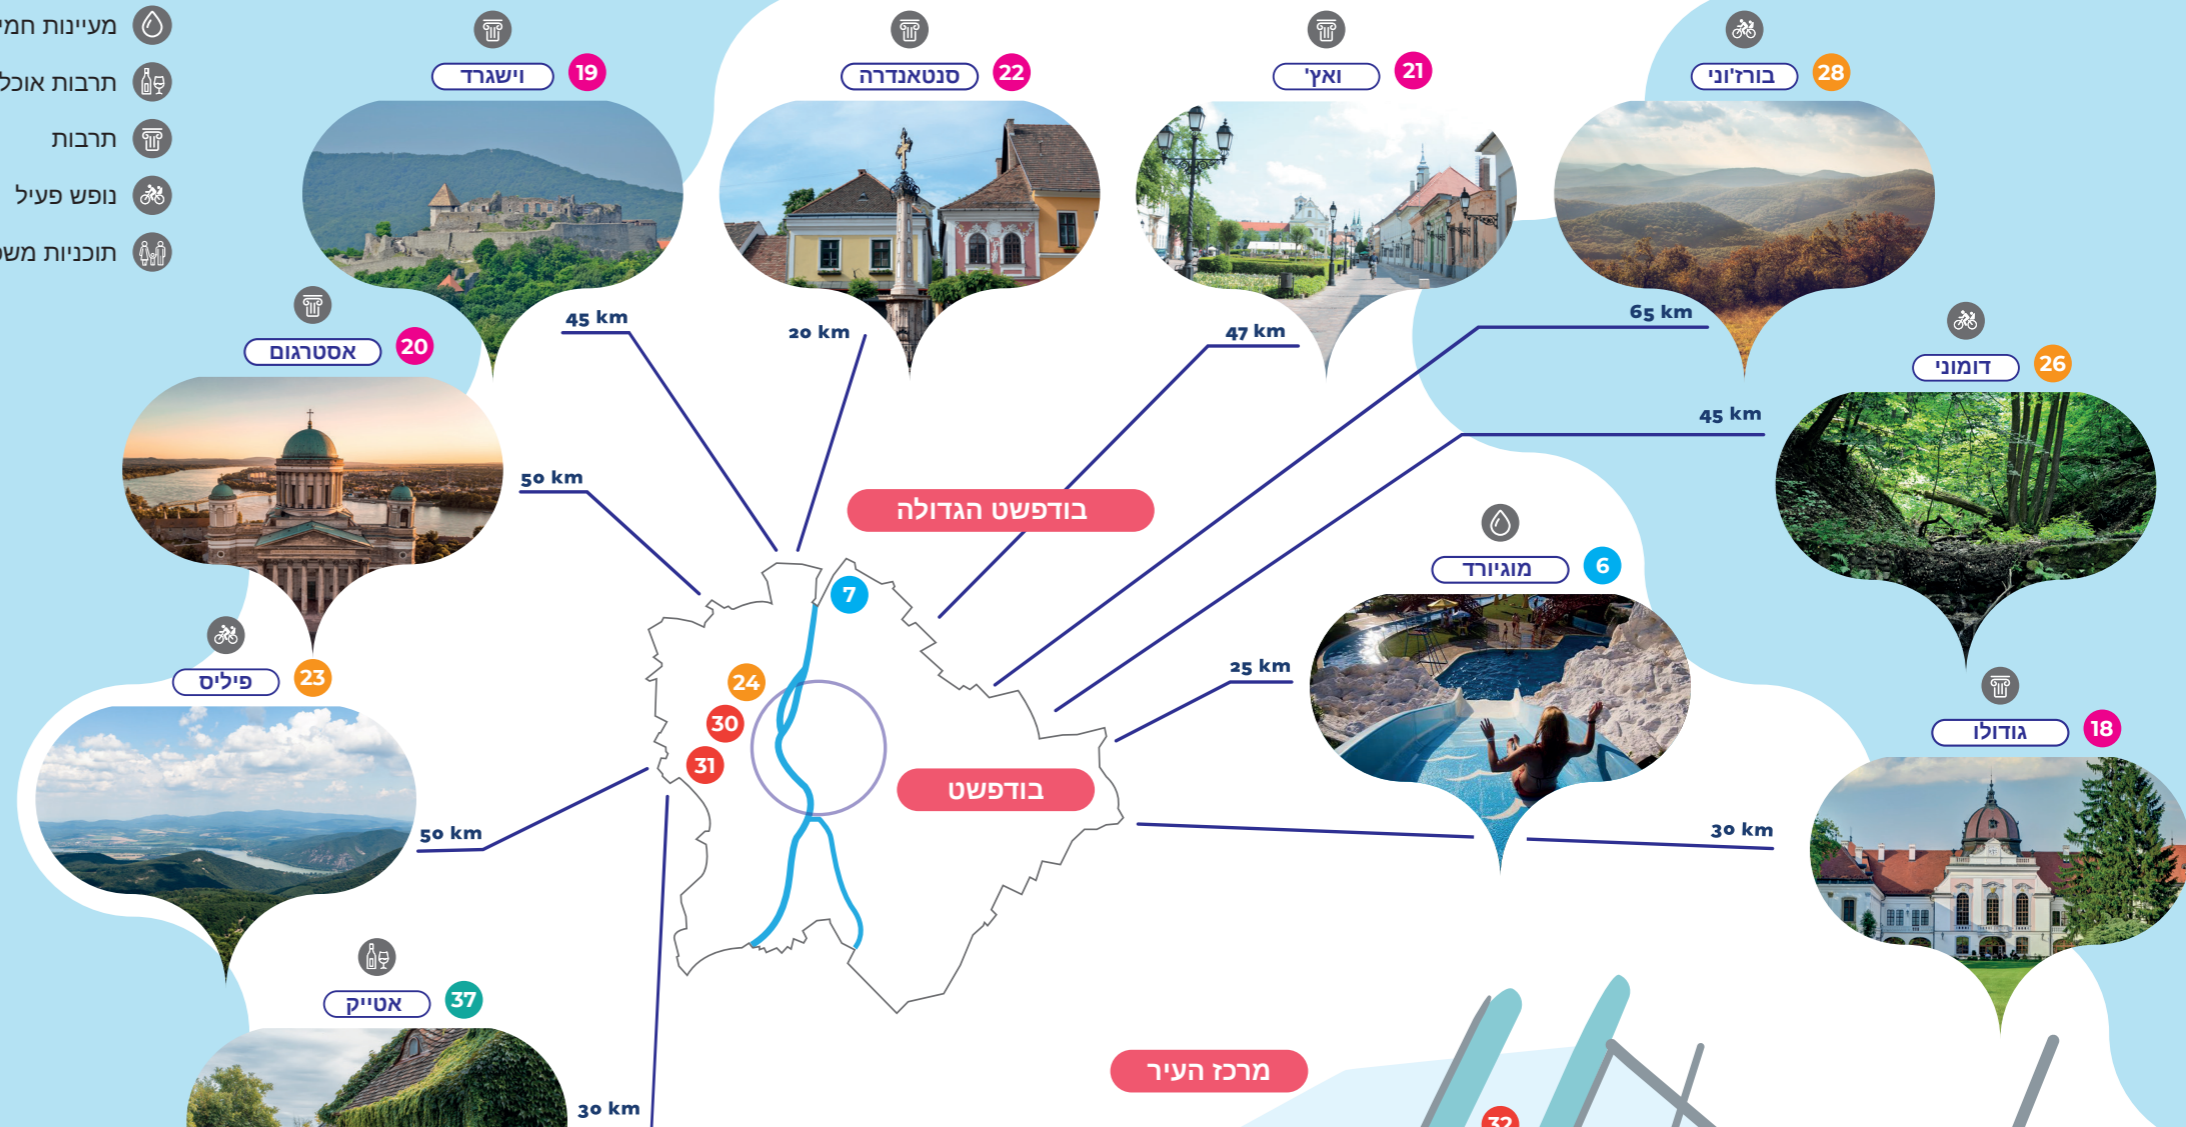 מעיינות
תרבות אוכל
תרבות
נופש פעיל
תוכניות
19 וישגרד
22 סנטאנדרה
21 ואץ'
28 בורז'וני
45 km
20 km
47 km
65 km
20 אסטרגום
26 דומוני
45 km
50 km
בודפשט הגדולה
6 מוגיורד
7
23 פיליס
24
25 km
30
31
18 גודולו
בודפשט
50 km
30 km
37 אטייק
מרכז העיר
30 km
32